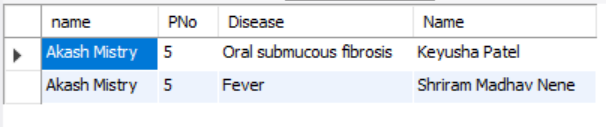 name PNo Disease Name
Akash Mistry 5 Oral submucous fibrosis Keyusha Patel
Akash Mistry 5 Fever Shriram Madhav Nene